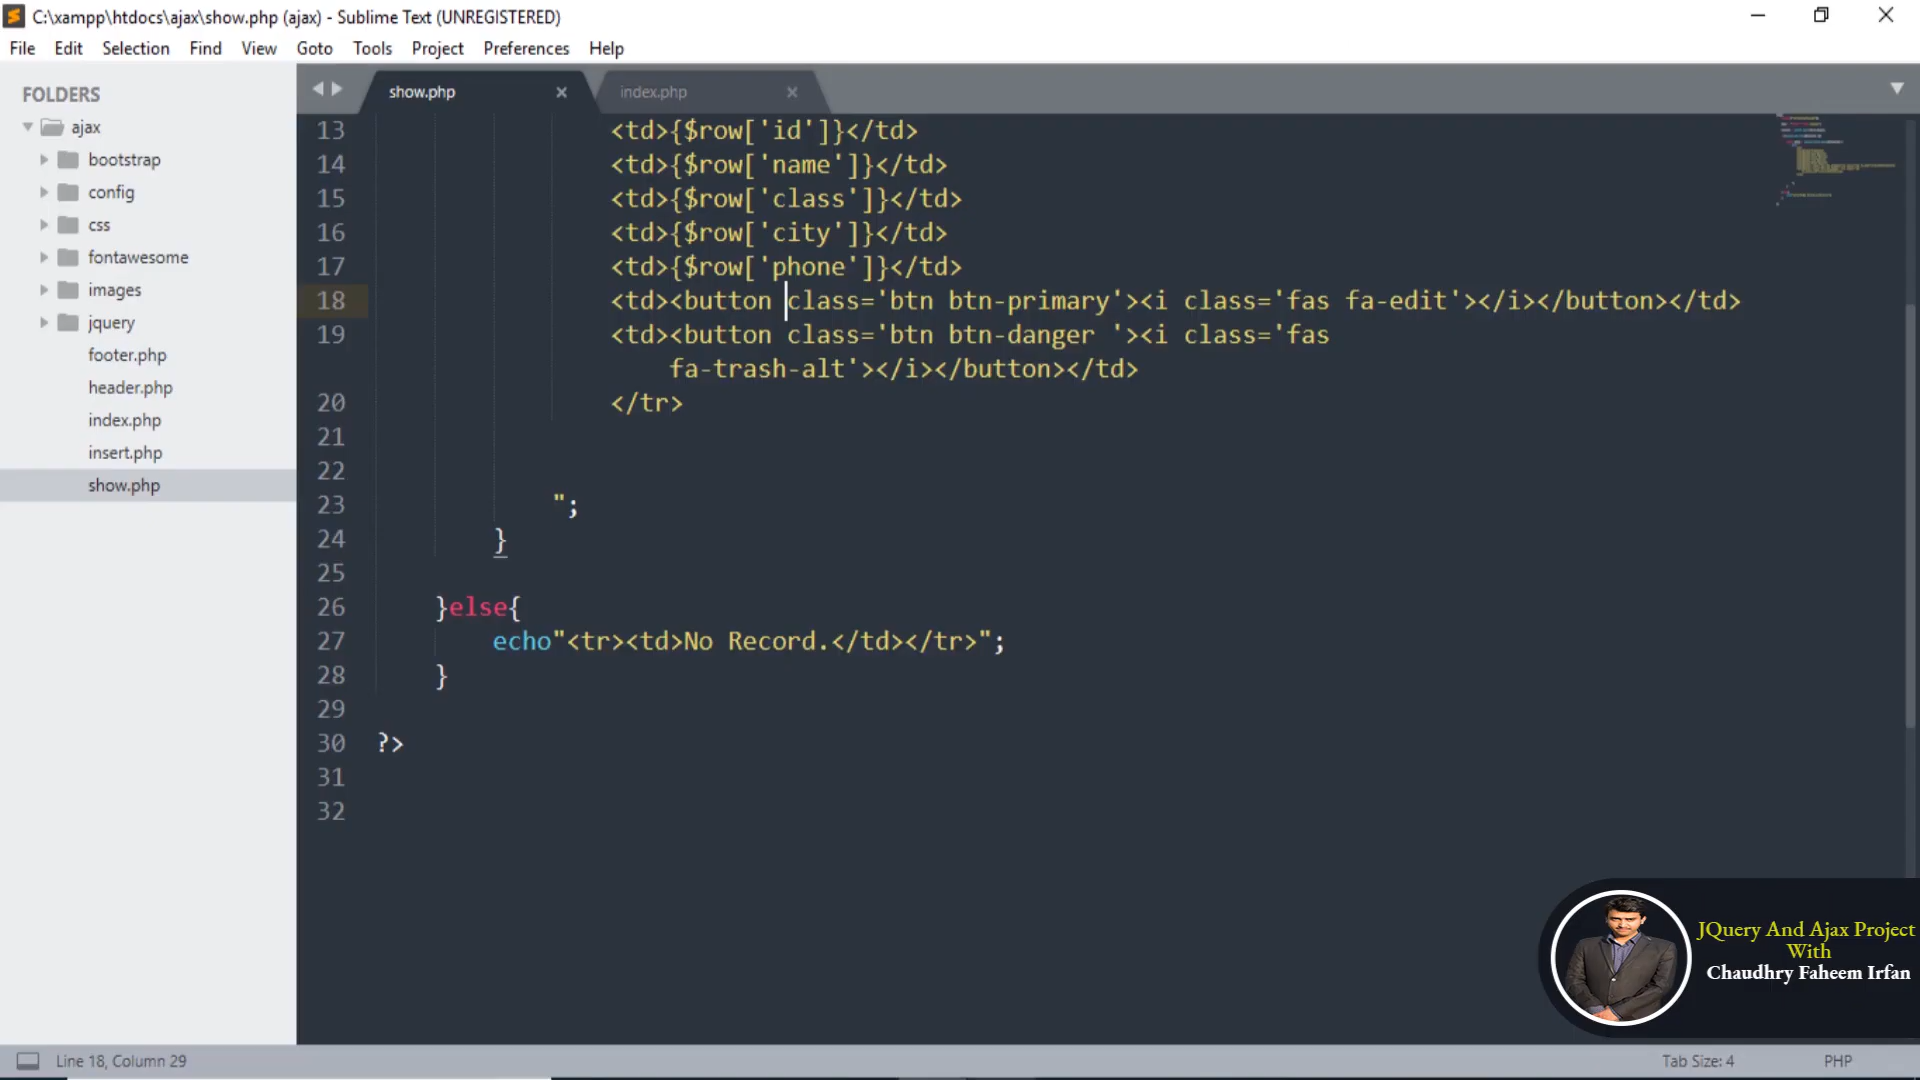 C:\xampp\htdocs\ajax\show.php (ajax) - Sublime Text (UNREGISTERED)
File Edit Selection Find View Goto Tools Project Preferences Help
FOLDERS
ajax
bootstrap
config
css
fontawesome
images
jquery
footer.php
header.php
index.php
insert.php
show.php
show.php index.php
13 <td>{$row['id']}</td>
14 <td>{$row['name']}</td>
15 <td>{$row['class']}</td>
16 <td>{$row['city']}</td>
17 <td>{$row['phone']}</td>
18 <td><button class='btn btn-primary'><i class='fas fa-edit'></i></button></td>
19 <td><button class='btn btn-danger '><i class='fas
fa-trash-alt'></i></button></td>
20 </tr>
21
22
23 ";
24 }
25
26 }else{
27 echo"<tr><td>No Record.</td></tr>";
28 }
29
30 ?>
31
32
JQuery And Ajax Project
With
Chaudhry Faheem Irfan
Line 18, Column 29 Tab Size: 4 PHP